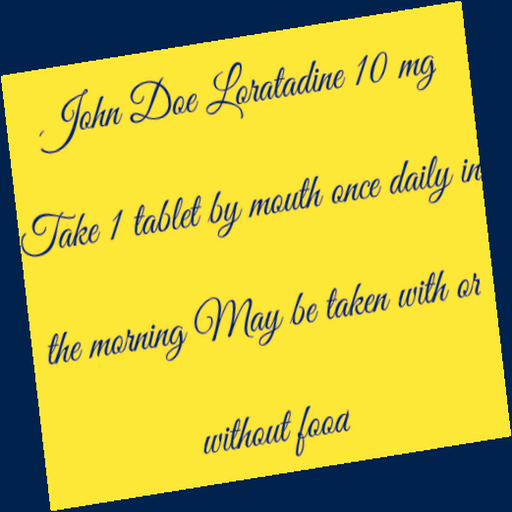 John Doe Loratadine 10 mg
Take 1 tablet by mouth once daily in
the morning May be taken with or
without food